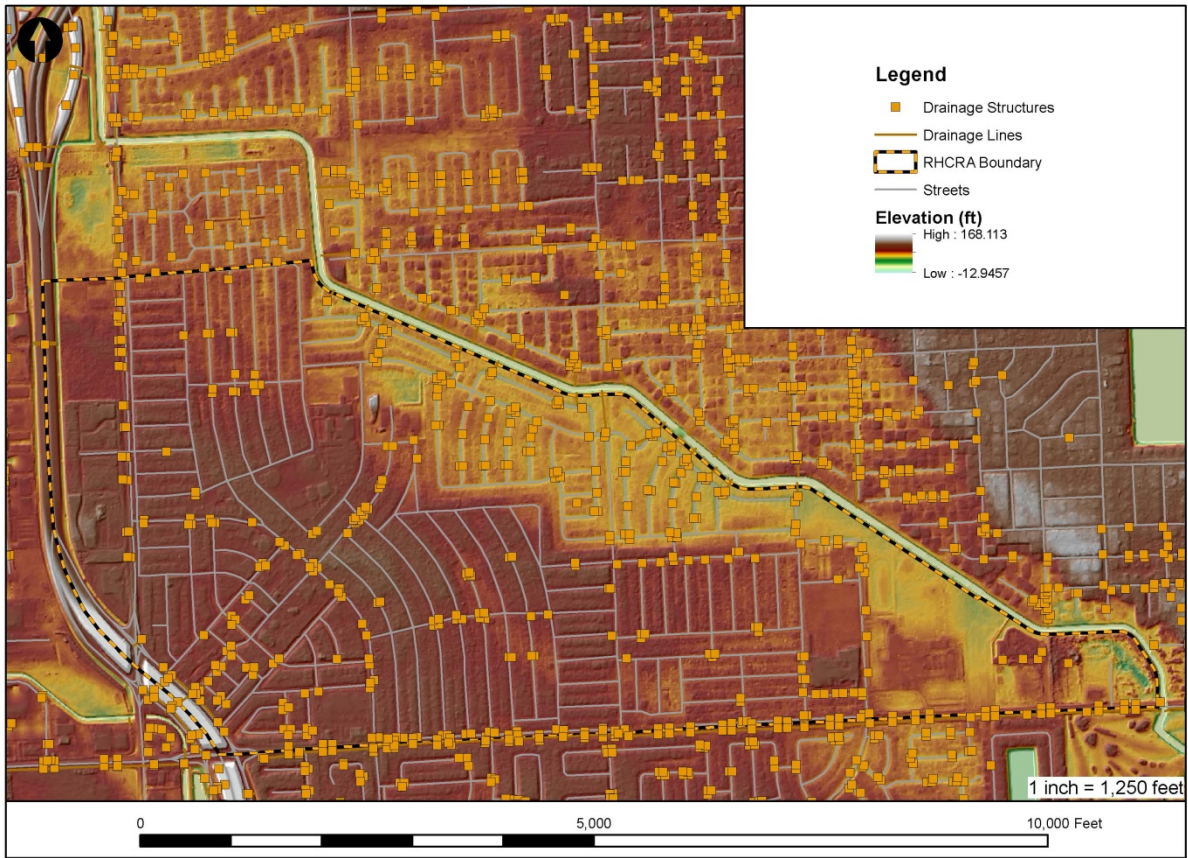 Legend
Drainage Structures
Drainage Lines
RHCRA Boundary
Streets
Elevation (ft)
High : 168.113
Low : -12.9457
1 inch = 1,250 feet
0 5,000 10,000 Feet